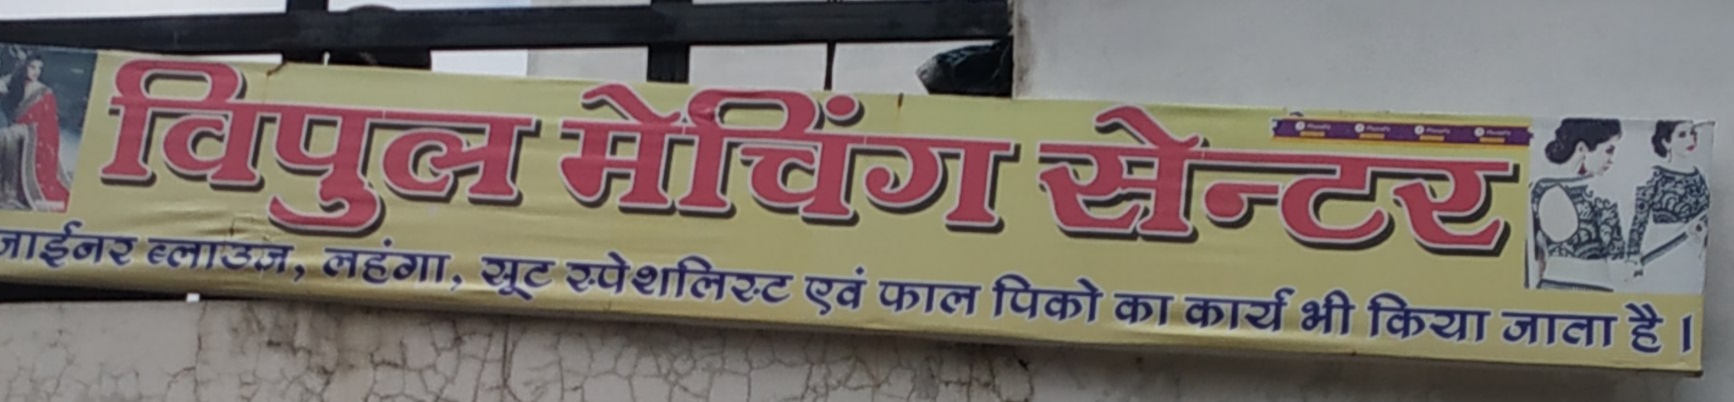 विपुल मेचिंग सेन्टर
जाईनर ब्लाउज, लहंगा, सूट स्पेशलिस्ट एवं फाल पिको का कार्य भी किया जाता है।